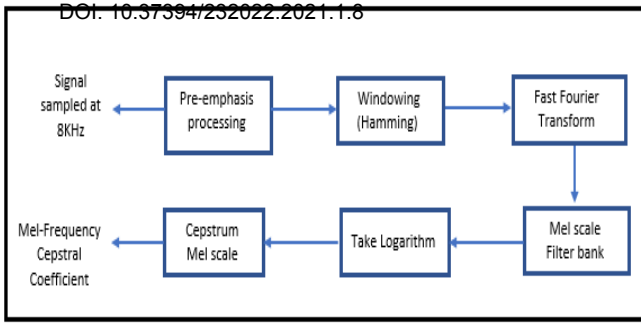 DOI: 10.37394/232022.2021.1.8
Signal
sampled at
8KHz
Pre-emphasis
processing
Windowing
(Hamming)
Fast Fourier
Transform
Mel-Frequency
Cepstral
Coefficient
Cepstrum
Mel scale
Take Logarithm
Mel scale
Filter bank